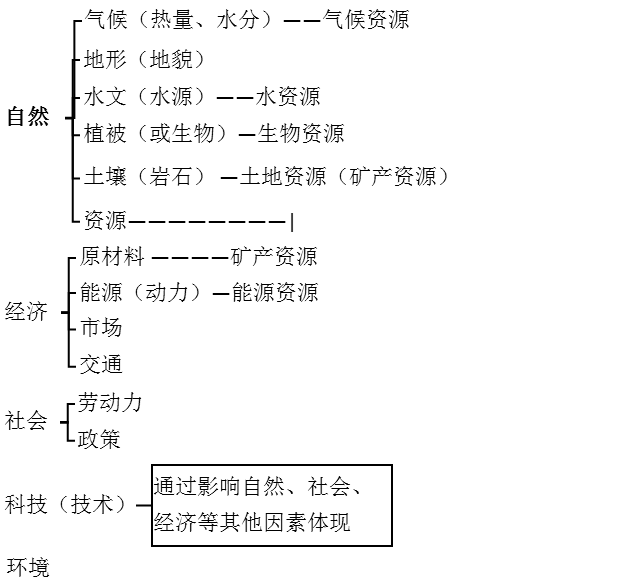 气候（热量、水分）——气候资源
地形（地貌）
水文（水源）——水资源
自然
植被（或生物）—生物资源
土壤（岩石）—土地资源（矿产资源）
资源————————|
原材料 ————矿产资源
能源（动力）—能源资源
经济
市场
交通
劳动力
社会
政策
通过影响自然、社会、
科技（技术）—
经济等其他因素体现
环境